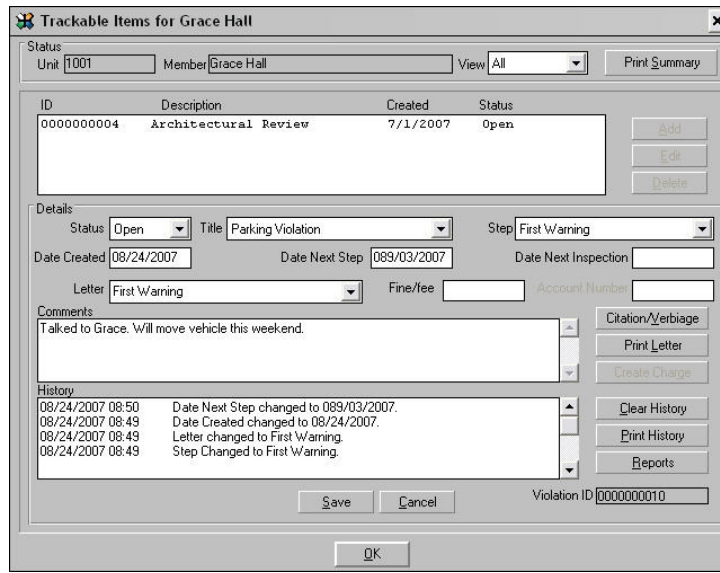 Trackable Items for Grace Hall
Status
Unit 1001 Member Grace Hall View All Print Summary
ID Description Created Status
0000000004 Architectural Review 7/1/2007 Open
Add
Edit
Delete
Details
Status Open Title Parking Violation Step First Warning
Date Created 08/24/2007 Date Next Step 089/03/2007 Date Next Inspection
Letter First Warning Fine/fee Account Number
Comments
Citation/Verbiage
Talked to Grace. Will move vehicle this weekend.
Print Letter
Create Charge
History
08/24/2007 08:50 Date Next Step changed to 089/03/2007.
08/24/2007 08:49 Date Created changed to 08/24/2007.
08/24/2007 08:49 Letter changed to First Warning.
08/24/2007 08:49 Step Changed to First Warning.
Clear History
Print History
Reports
Save Cancel Violation ID 0000000010
OK